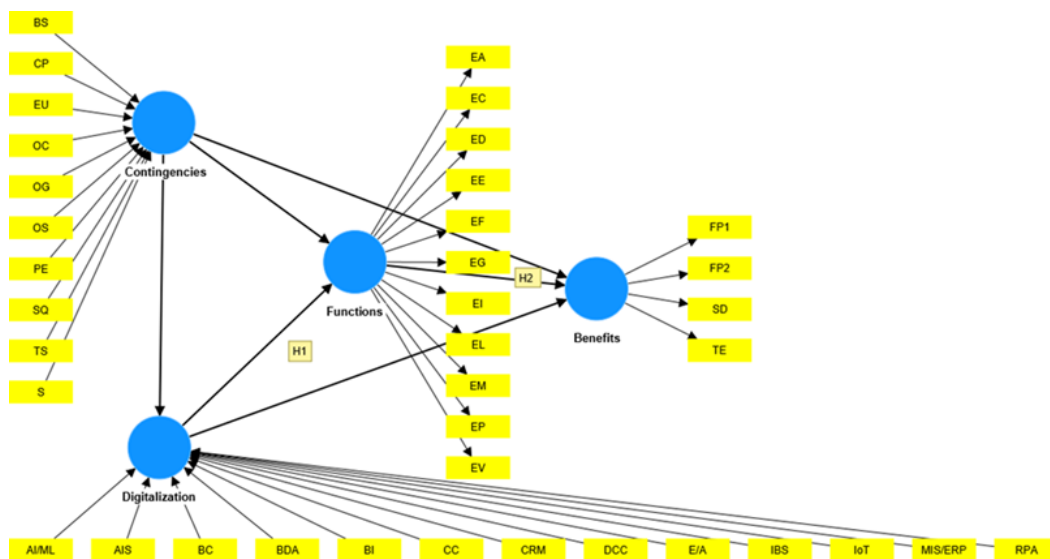 BS
CP
EU
OC
OG
OS
PE
SQ
TS
S
Contingencies
Digitalization
H1
Functions
EA
EC
ED
EE
EF
EG
EI
EL
EM
EP
EV
H2
Benefits
FP1
FP2
SD
TE
AI/ML
AIS
BC
BDA
BI
CC
CRM
DCC
E/A
IBS
IoT
MIS/ERP
RPA